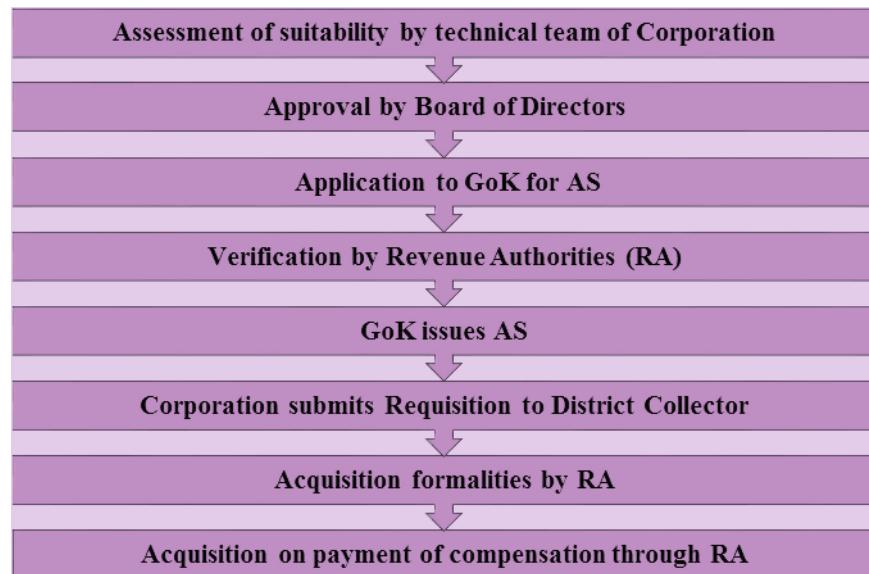 Assessment of suitability by technical team of Corporation
Approval by Board of Directors
Application to GoK for AS
Verification by Revenue Authorities (RA)
GoK issues AS
Corporation submits Requisition to District Collector
Acquisition formalities by RA
Acquisition on payment of compensation through RA